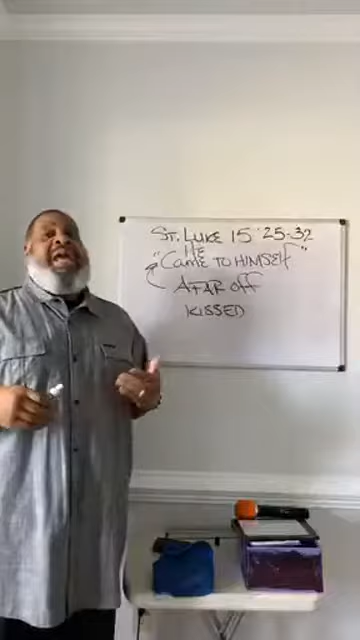 ST. LUKE 15:25-32
HE
"CAME TO HIMSELF"
AFAR OFF
KISSED